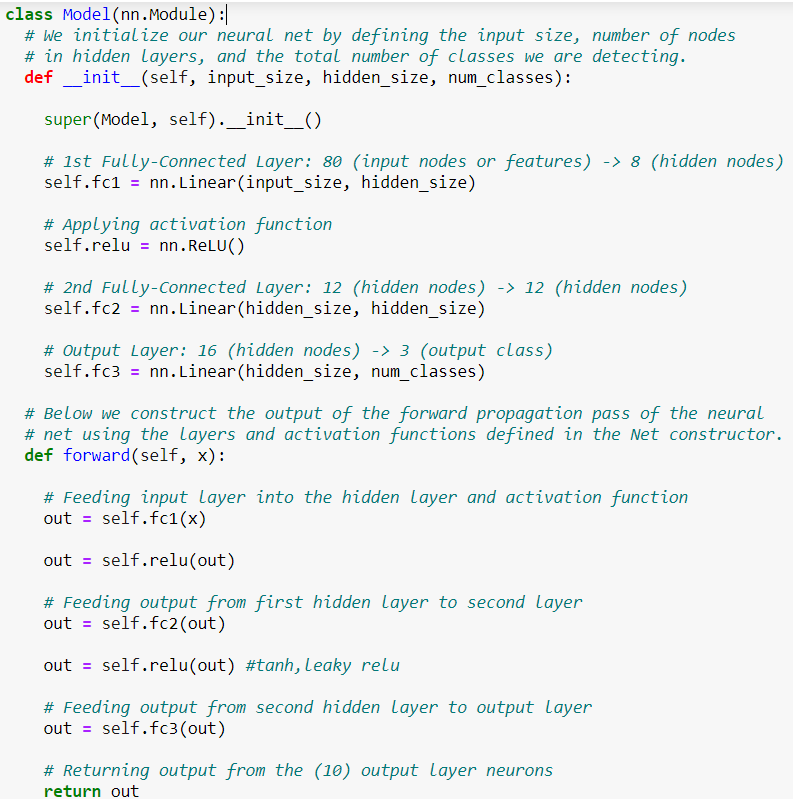 class Model(nn.Module):
# We initialize our neural net by defining the input size, number of nodes
# in hidden layers, and the total number of classes we are detecting.
def __init__(self, input_size, hidden_size, num_classes):
super(Model, self).__init__()
# 1st Fully-Connected Layer: 80 (input nodes or features) -> 8 (hidden nodes)
self.fc1 = nn.Linear(input_size, hidden_size)
# Applying activation function
self.relu = nn.ReLU()
# 2nd Fully-Connected Layer: 12 (hidden nodes) -> 12 (hidden nodes)
self.fc2 = nn.Linear(hidden_size, hidden_size)
# Output Layer: 16 (hidden nodes) -> 3 (output class)
self.fc3 = nn.Linear(hidden_size, num_classes)
# Below we construct the output of the forward propagation pass of the neural
# net using the layers and activation functions defined in the Net constructor.
def forward(self, x):
# Feeding input layer into the hidden layer and activation function
out = self.fc1(x)
out = self.relu(out)
# Feeding output from first hidden layer to second layer
out = self.fc2(out)
out = self.relu(out) #tanh,leaky relu
# Feeding output from second hidden layer to output layer
out = self.fc3(out)
# Returning output from the (10) output layer neurons
return out